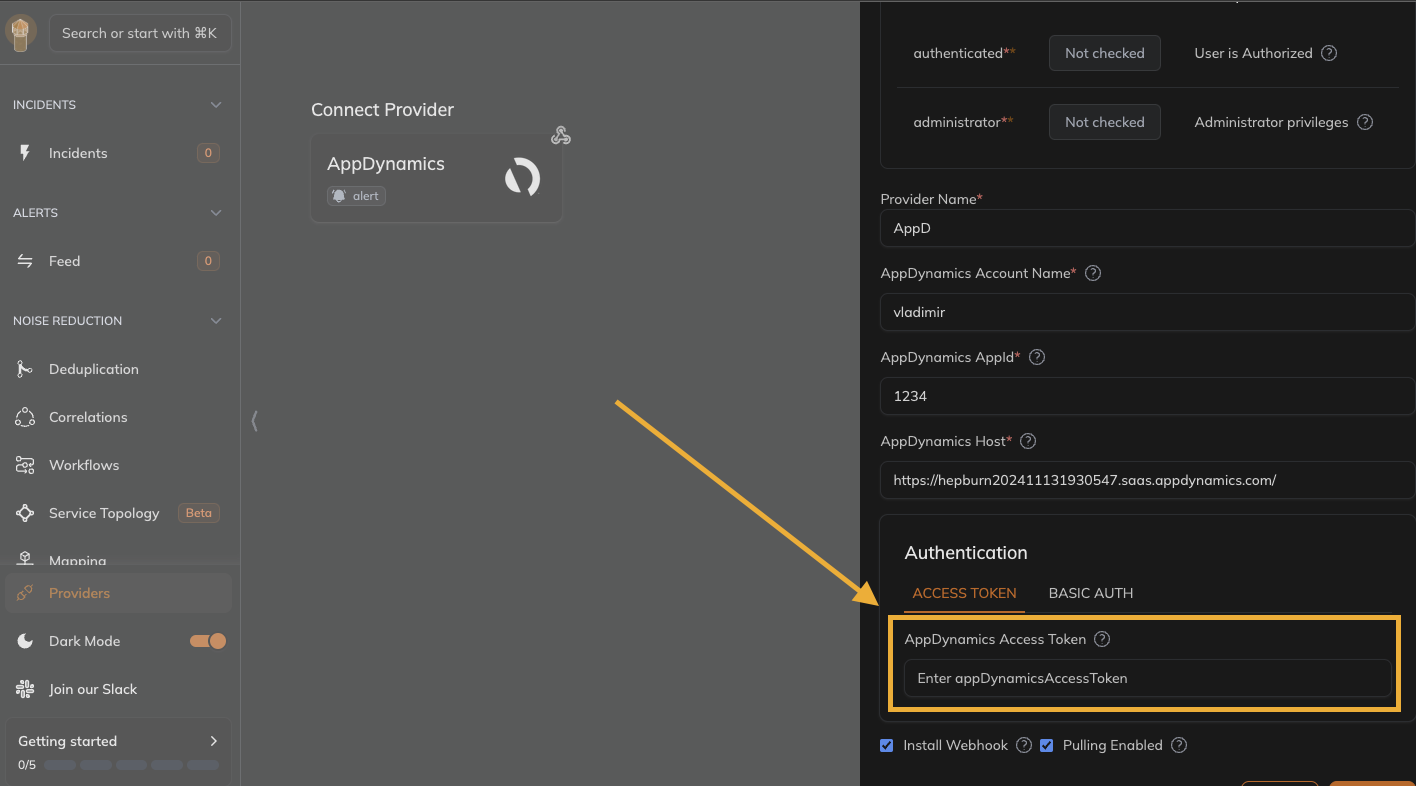 Search or start with ⌘K
INCIDENTS
Incidents
0
ALERTS
Feed
0
NOISE REDUCTION
Deduplication
Correlations
Workflows
Service Topology
Beta
Mapping
Providers
Dark Mode
Join our Slack
Getting started
0/5
Connect Provider
AppDynamics
alert
authenticated** Not checked User is Authorized ?
administrator** Not checked Administrator privileges ?
Provider Name*
AppD
AppDynamics Account Name* ?
vladimir
AppDynamics AppId* ?
1234
AppDynamics Host* ?
https://hepburn202411131930547.saas.appdynamics.com/
Authentication
ACCESS TOKEN BASIC AUTH
AppDynamics Access Token ?
Enter appDynamicsAccessToken
Install Webhook ? Pulling Enabled ?